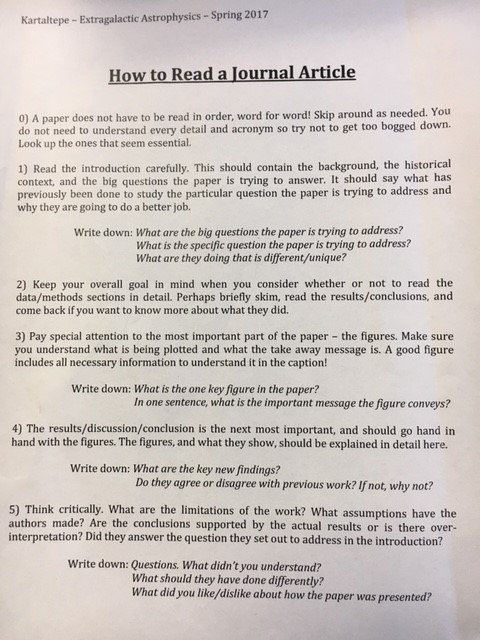 Kartaltepe – Extragalactic Astrophysics – Spring 2017
How to Read a Journal Article
0) A paper does not have to be read in order, word for word! Skip around as needed. You
do not need to understand every detail and acronym so try not to get too bogged down.
Look up the ones that seem essential.
1) Read the introduction carefully. This should contain the background, the historical
context, and the big questions the paper is trying to answer. It should say what has
previously been done to study the particular question the paper is trying to address and
why they are going to do a better job.
Write down: What are the big questions the paper is trying to address?
What is the specific question the paper is trying to address?
What are they doing that is different/unique?
2) Keep your overall goal in mind when you consider whether or not to read the
data/methods sections in detail. Perhaps briefly skim, read the results/conclusions, and
come back if you want to know more about what they did.
3) Pay special attention to the most important part of the paper – the figures. Make sure
you understand what is being plotted and what the take away message is. A good figure
includes all necessary information to understand it in the caption!
Write down: What is the one key figure in the paper?
In one sentence, what is the important message the figure conveys?
4) The results/discussion/conclusion is the next most important, and should go hand in
hand with the figures. The figures, and what they show, should be explained in detail here.
Write down: What are the key new findings?
Do they agree or disagree with previous work? If not, why not?
5) Think critically. What are the limitations of the work? What assumptions have the
authors made? Are the conclusions supported by the actual results or is there over-
interpretation? Did they answer the question they set out to address in the introduction?
Write down: Questions. What didn't you understand?
What should they have done differently?
What did you like/dislike about how the paper was presented?